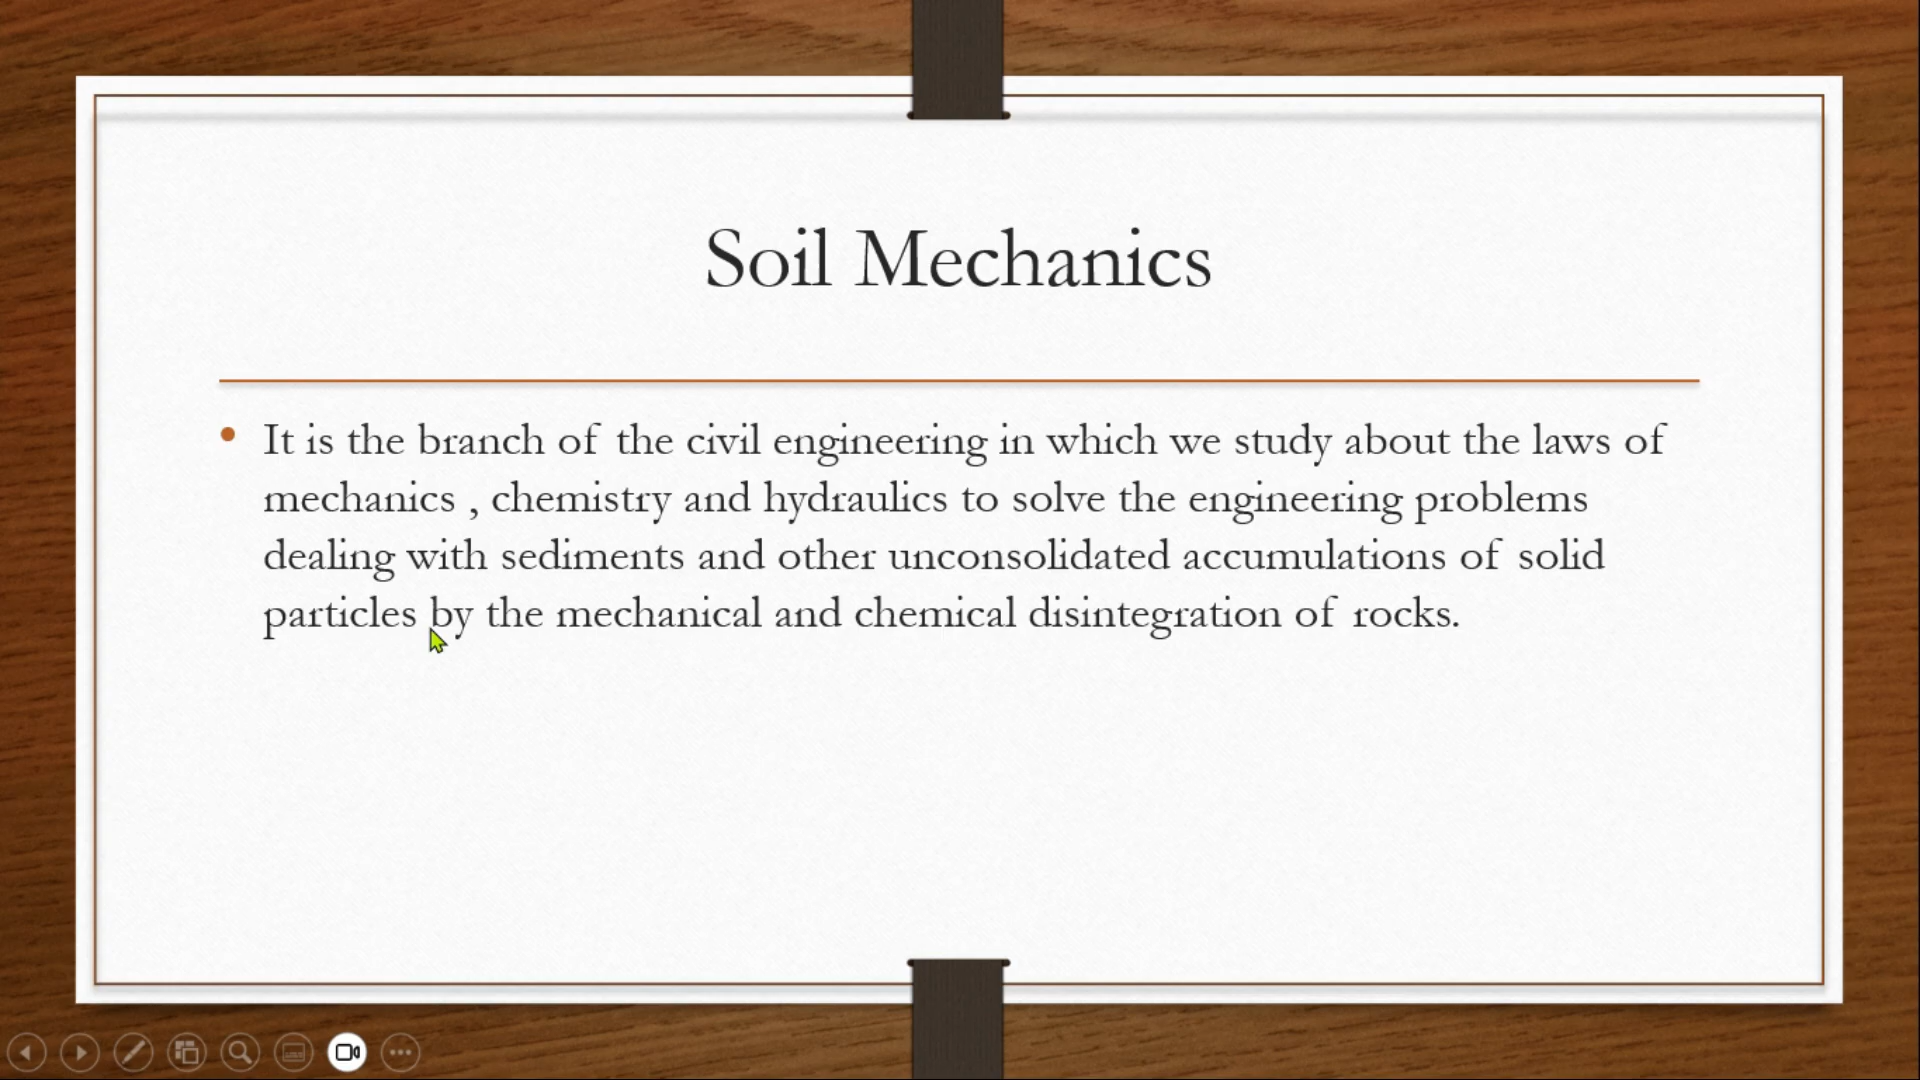 Soil Mechanics
• It is the branch of the civil engineering in which we study about the laws of
mechanics , chemistry and hydraulics to solve the engineering problems
dealing with sediments and other unconsolidated accumulations of solid
particles by the mechanical and chemical disintegration of rocks.